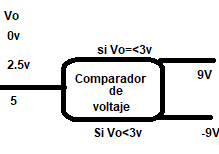 Vo
0v
2.5v
5
si Vo=<3v
9V
Comparador
de
voltaje
Si Vo<3v
-9V